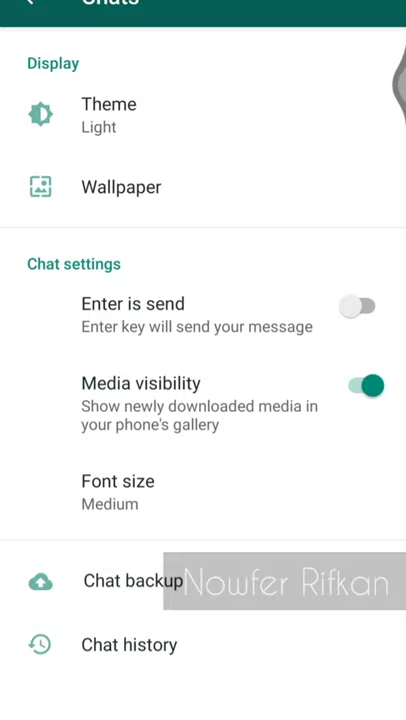 Chats
Display
Theme
Light
Wallpaper
Chat settings
Enter is send
Enter key will send your message
Media visibility
Show newly downloaded media in
your phone's gallery
Font size
Medium
Chat backup
Nowfer Rifkan
Chat history